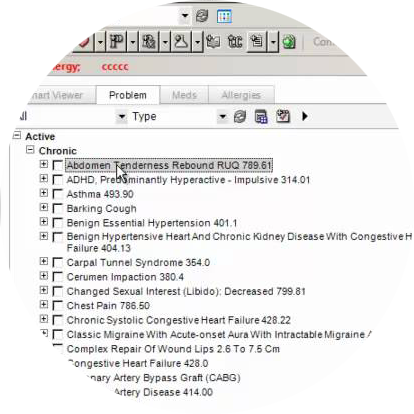 ergy; ccccc
Viewer Problem Meds Allergies
Type
Active
Chronic
Abdomen Tenderness Rebound RUQ 789.61
ADHD, Predominantly Hyperactive - Impulsive 314.01
Asthma 493.90
Barking Cough
Benign Essential Hypertension 401.1
Benign Hypertensive Heart And Chronic Kidney Disease With Congestive H
Failure 404.13
Carpal Tunnel Syndrome 354.0
Cerumen Impaction 380.4
Changed Sexual Interest (Libido): Decreased 799.81
Chest Pain 786.50
Chronic Systolic Congestive Heart Failure 428.22
Classic Migraine With Acute-onset Aura With Intractable Migraine /
Complex Repair Of Wound Lips 2.6 To 7.5 Cm
Congestive Heart Failure 428.0
nary Artery Bypass Graft (CABG)
Artery Disease 414.00